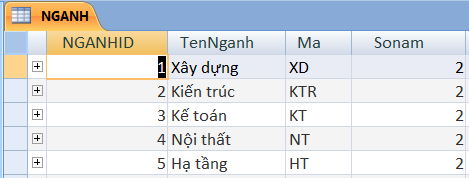 NGANH
NGANHID TenNganh Ma Sonam
1 Xây dựng XD 2
2 Kiến trúc KTR 2
3 Kế toán KT 2
4 Nội thất NT 2
5 Hạ tầng HT 2